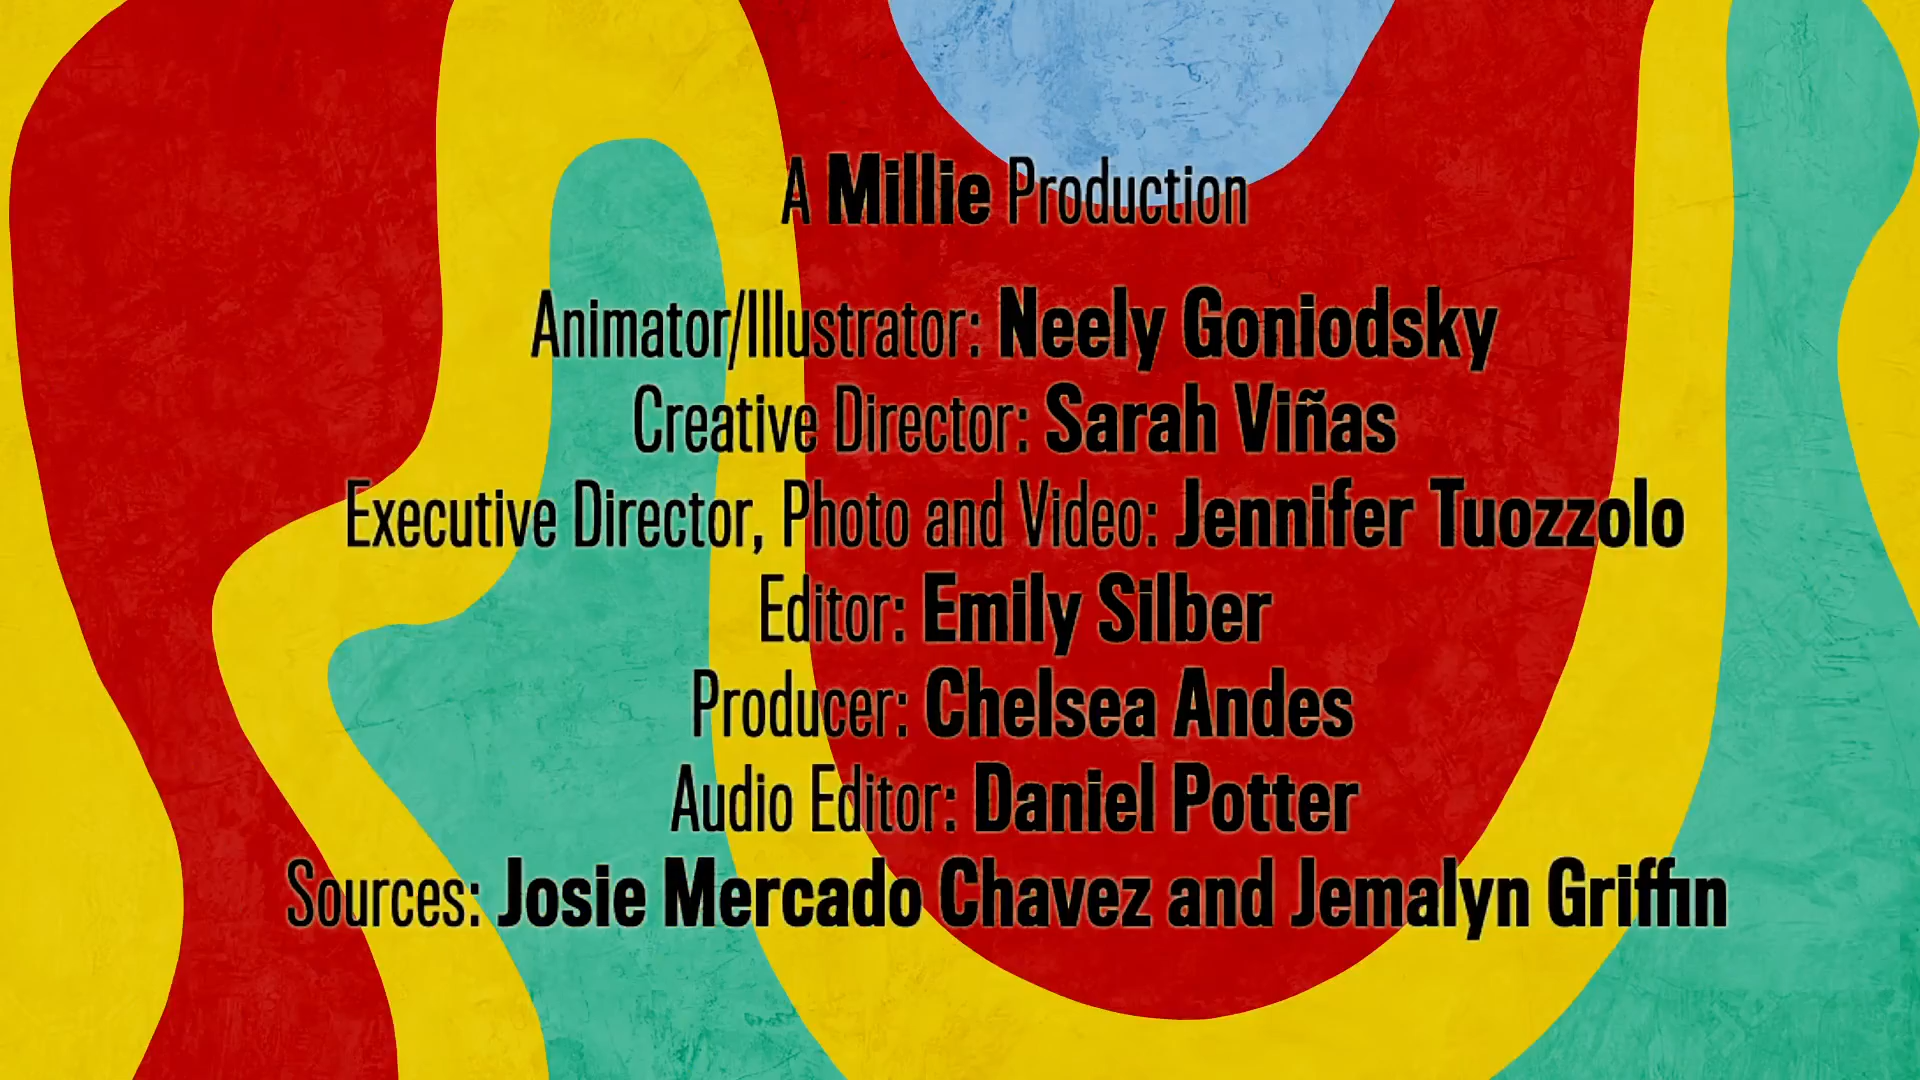 A Millie Production
Animator/Illustrator: Neely Goniodsky
Creative Director: Sarah Viñas
Executive Director, Photo and Video: Jennifer Tuozzolo
Editor: Emily Silber
Producer: Chelsea Andes
Audio Editor: Daniel Potter
Sources: Josie Mercado Chavez and Jemalyn Griffin